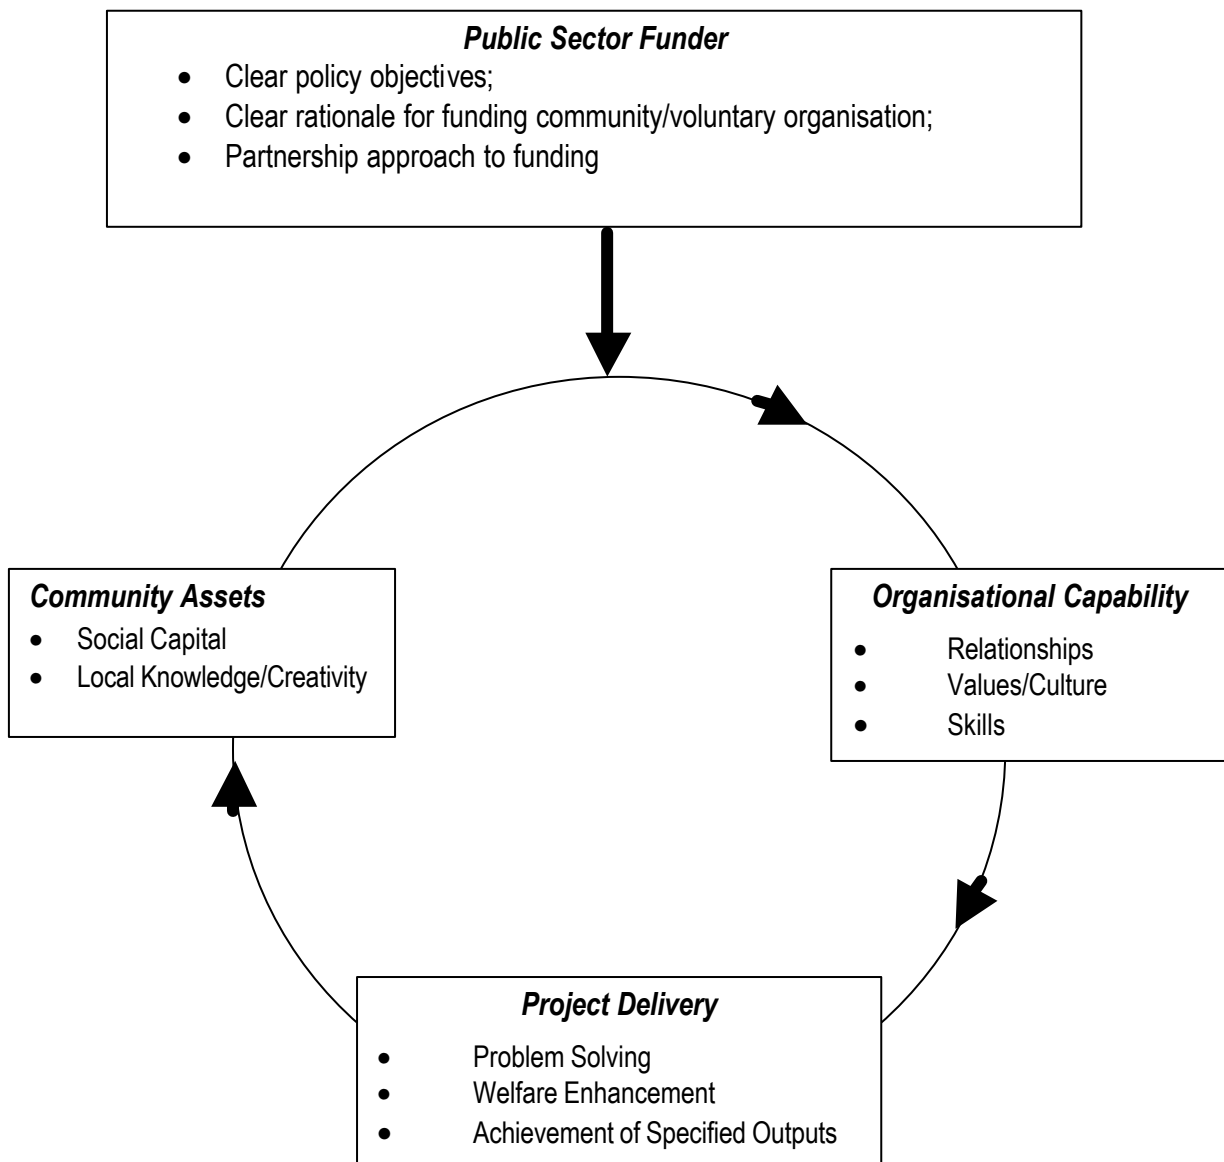 Public Sector Funder
• Clear policy objectives;
• Clear rationale for funding community/voluntary organisation;
• Partnership approach to funding
Community Assets
• Social Capital
• Local Knowledge/Creativity
Organisational Capability
• Relationships
• Values/Culture
• Skills
Project Delivery
• Problem Solving
• Welfare Enhancement
• Achievement of Specified Outputs